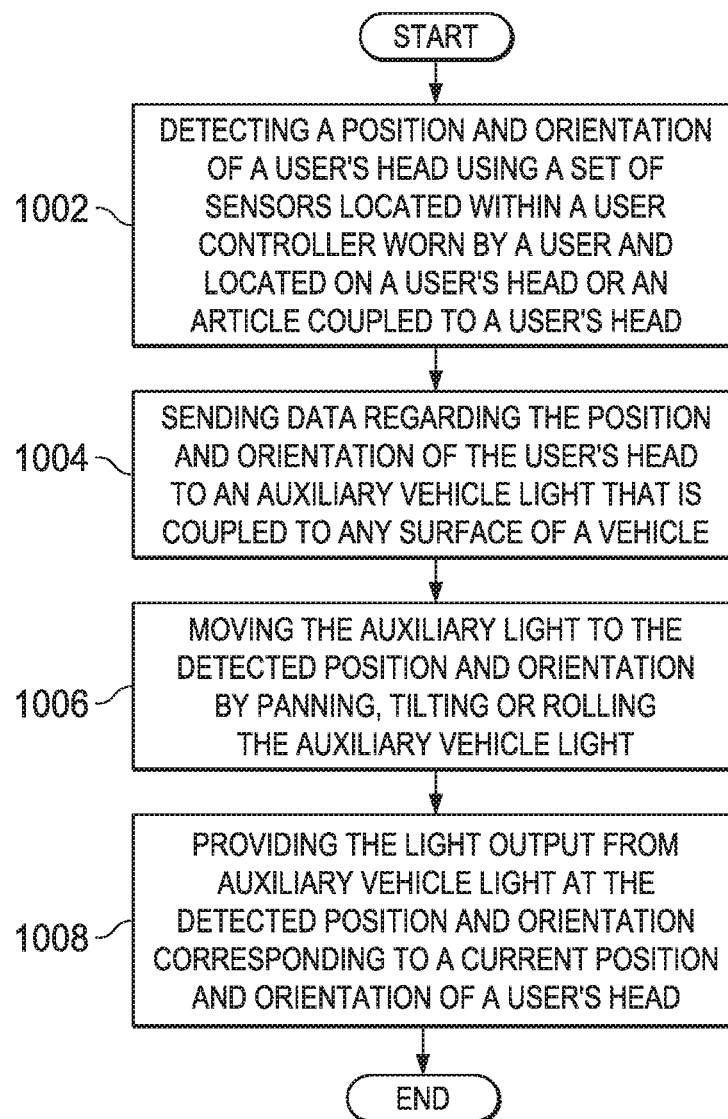 START
1002
DETECTING A POSITION AND ORIENTATION
OF A USER'S HEAD USING A SET OF
SENSORS LOCATED WITHIN A USER
CONTROLLER WORN BY A USER AND
LOCATED ON A USER'S HEAD OR AN
ARTICLE COUPLED TO A USER'S HEAD
1004
SENDING DATA REGARDING THE POSITION
AND ORIENTATION OF THE USER'S HEAD
TO AN AUXILIARY VEHICLE LIGHT THAT IS
COUPLED TO ANY SURFACE OF A VEHICLE
1006
MOVING THE AUXILIARY LIGHT TO THE
DETECTED POSITION AND ORIENTATION
BY PANNING, TILTING OR ROLLING
THE AUXILIARY VEHICLE LIGHT
1008
PROVIDING THE LIGHT OUTPUT FROM
AUXILIARY VEHICLE LIGHT AT THE
DETECTED POSITION AND ORIENTATION
CORRESPONDING TO A CURRENT POSITION
AND ORIENTATION OF A USER'S HEAD
END